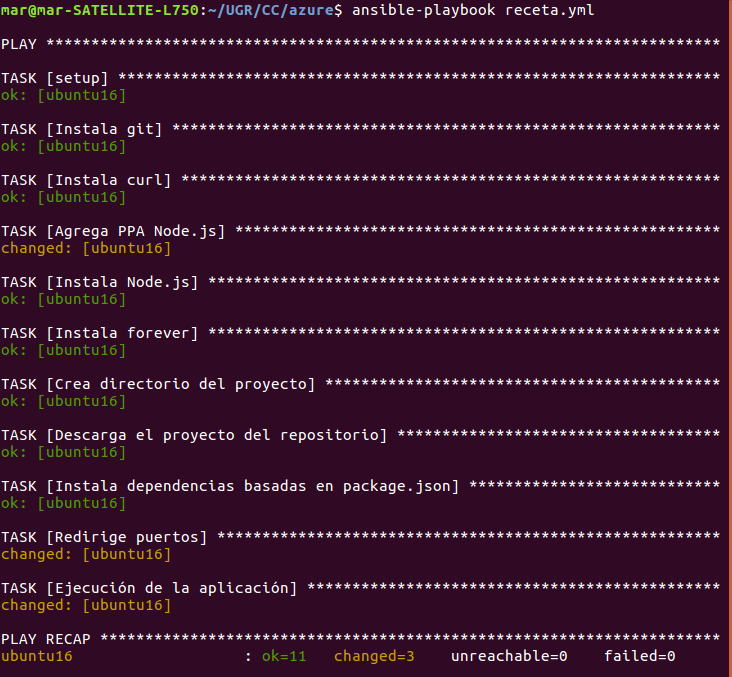 mar@mar-SATELLITE-L750:~/UGR/CC/azure$ ansible-playbook receta.yml
PLAY ***************************************************************************
TASK [setup] *******************************************************************
ok: [ubuntu16]
TASK [Instala git] *************************************************************
ok: [ubuntu16]
TASK [Instala curl] ************************************************************
ok: [ubuntu16]
TASK [Agrega PPA Node.js] ******************************************************
changed: [ubuntu16]
TASK [Instala Node.js] *********************************************************
ok: [ubuntu16]
TASK [Instala forever] *********************************************************
ok: [ubuntu16]
TASK [Crea directorio del proyecto] ********************************************
ok: [ubuntu16]
TASK [Descarga el proyecto del repositorio] ************************************
ok: [ubuntu16]
TASK [Instala dependencias basadas en package.json] ****************************
ok: [ubuntu16]
TASK [Redirige puertos] ********************************************************
changed: [ubuntu16]
TASK [Ejecución de la aplicación] **********************************************
changed: [ubuntu16]
PLAY RECAP *********************************************************************
ubuntu16                   : ok=11   changed=3    unreachable=0    failed=0